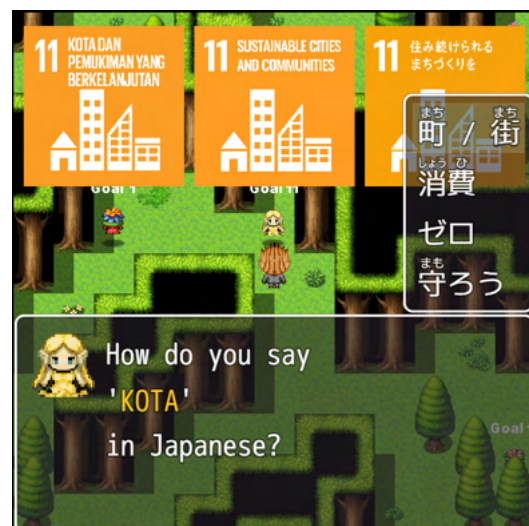 11 KOTA DAN
PEMUKIMAN YANG
BERKELANJUTAN
11 SUSTAINABLE CITIES
AND COMMUNITIES
11 住み続けられる
まちづくりを
まち まち
町 / 街
しょう ひ
消費
ゼロ
まも
守ろう
Goal 1
Goal 11
Goal
How do you say
'KOTA'
in Japanese?